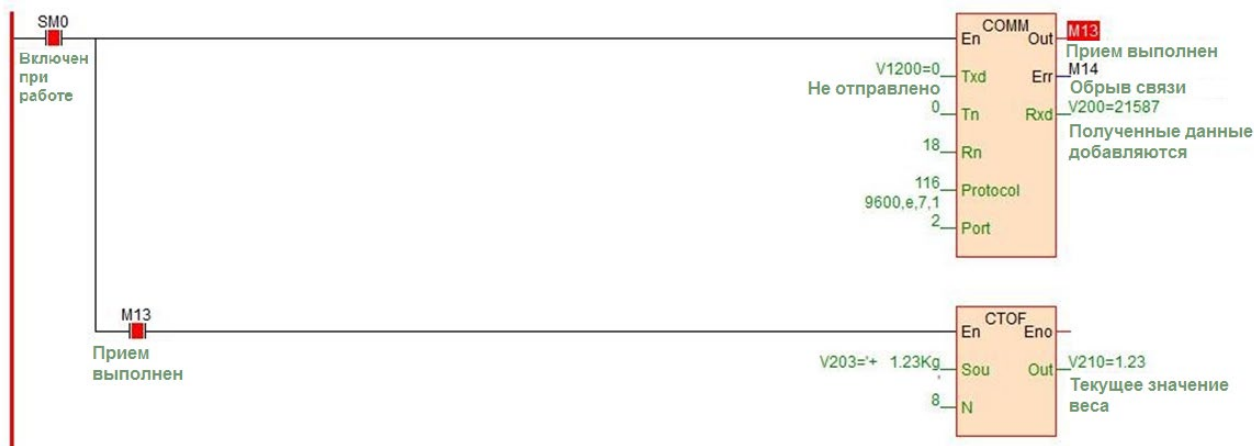 SM0
Включен
при
работе
COMM
En
Out
M13
Прием выполнен
V1200=0
Txd
Err
M14
Не отправлено
Обрыв связи
0
Tn
Rxd
V200=21587
Полученные данные
добавляются
18
Rn
116
Protocol
9600,e,7,1
2
Port
M13
Прием
выполнен
CTOF
En
Eno
V203='+ 1.23Kg
'
Sou
Out
V210=1.23
Текущее значение
веса
8
N